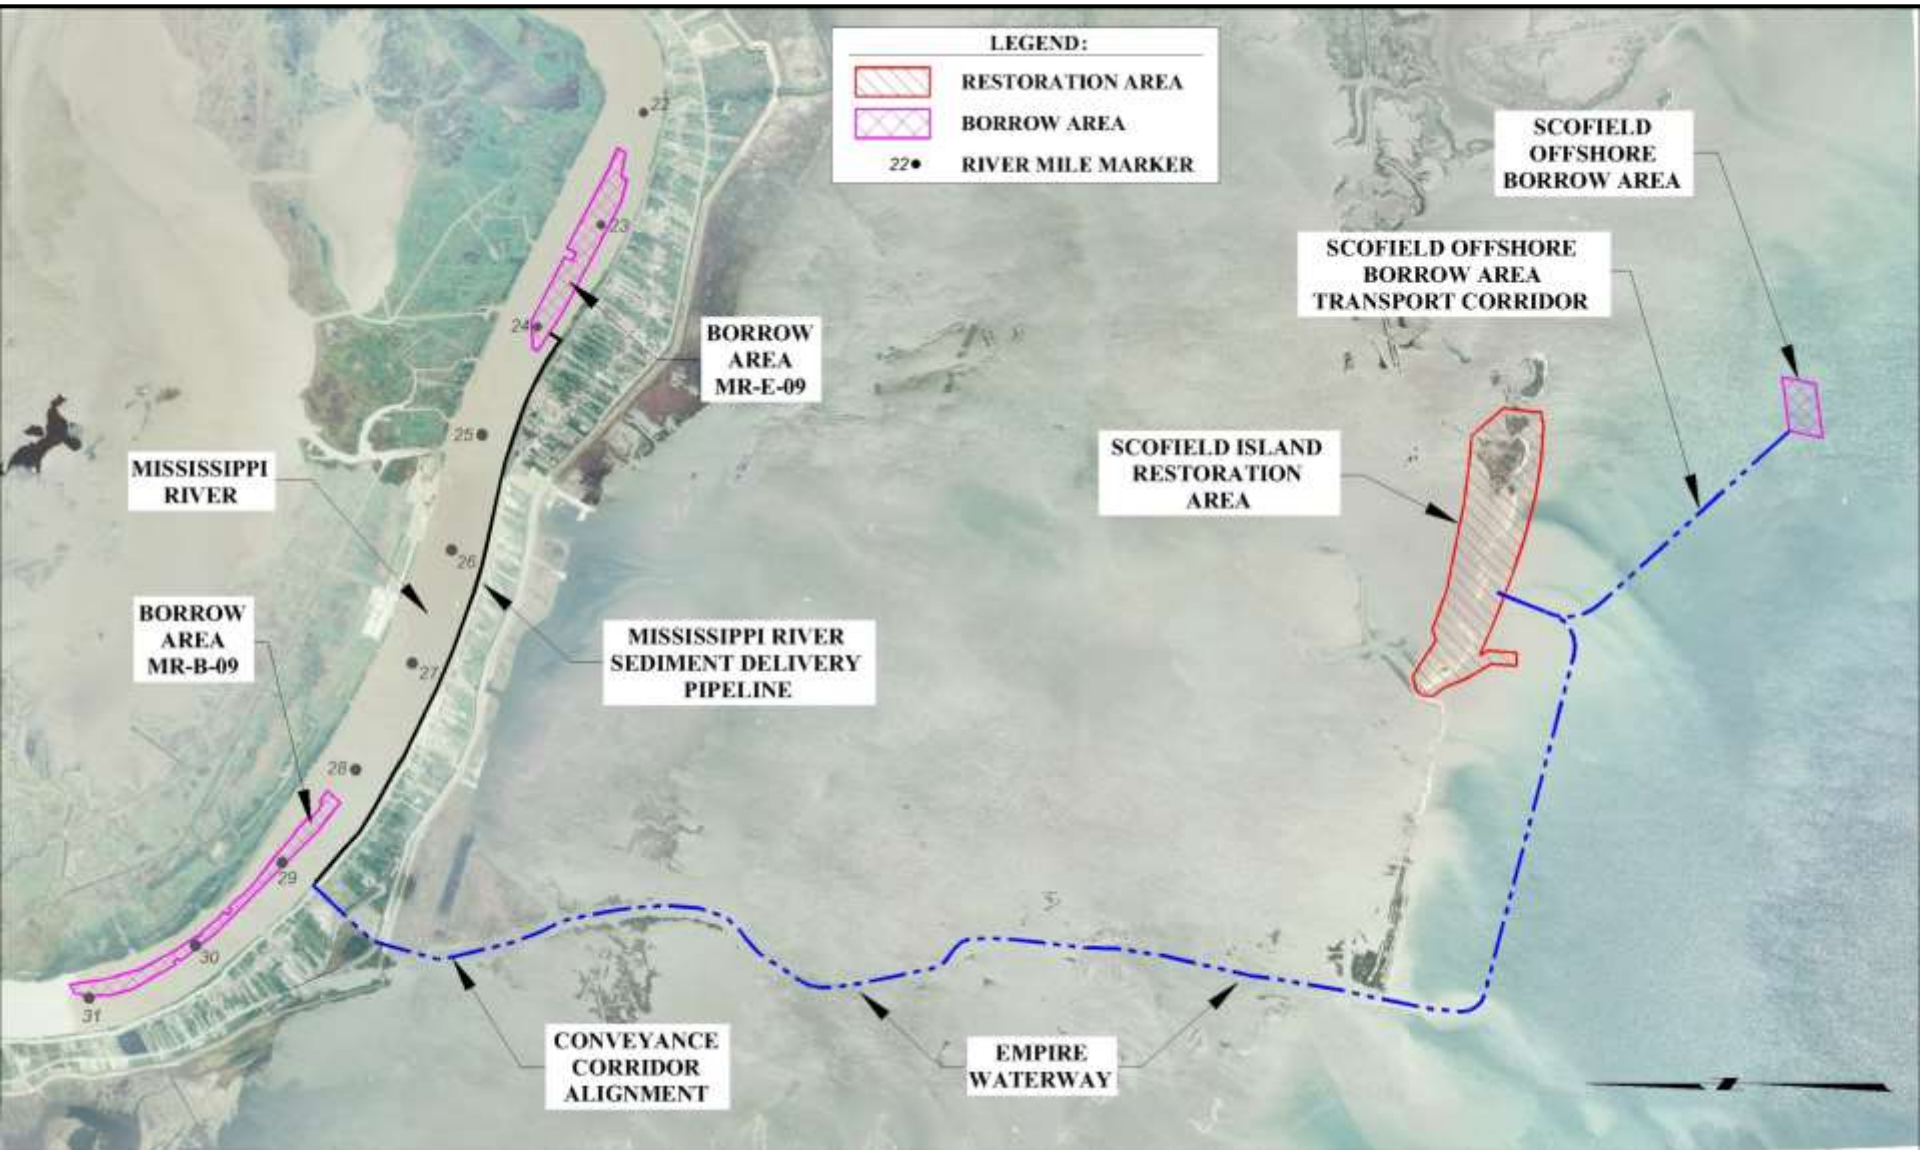 LEGEND:
RESTORATION AREA
BORROW AREA
22
RIVER MILE MARKER
22
SCOFIELD
OFFSHORE
BORROW AREA
23
SCOFIELD OFFSHORE
BORROW AREA
TRANSPORT CORRIDOR
24
BORROW
AREA
MR-E-09
25
MISSISSIPPI
RIVER
SCOFIELD ISLAND
RESTORATION
AREA
26
BORROW
AREA
MR-B-09
27
MISSISSIPPI RIVER
SEDIMENT DELIVERY
PIPELINE
28
29
30
31
CONVEYANCE
CORRIDOR
ALIGNMENT
EMPIRE
WATERWAY